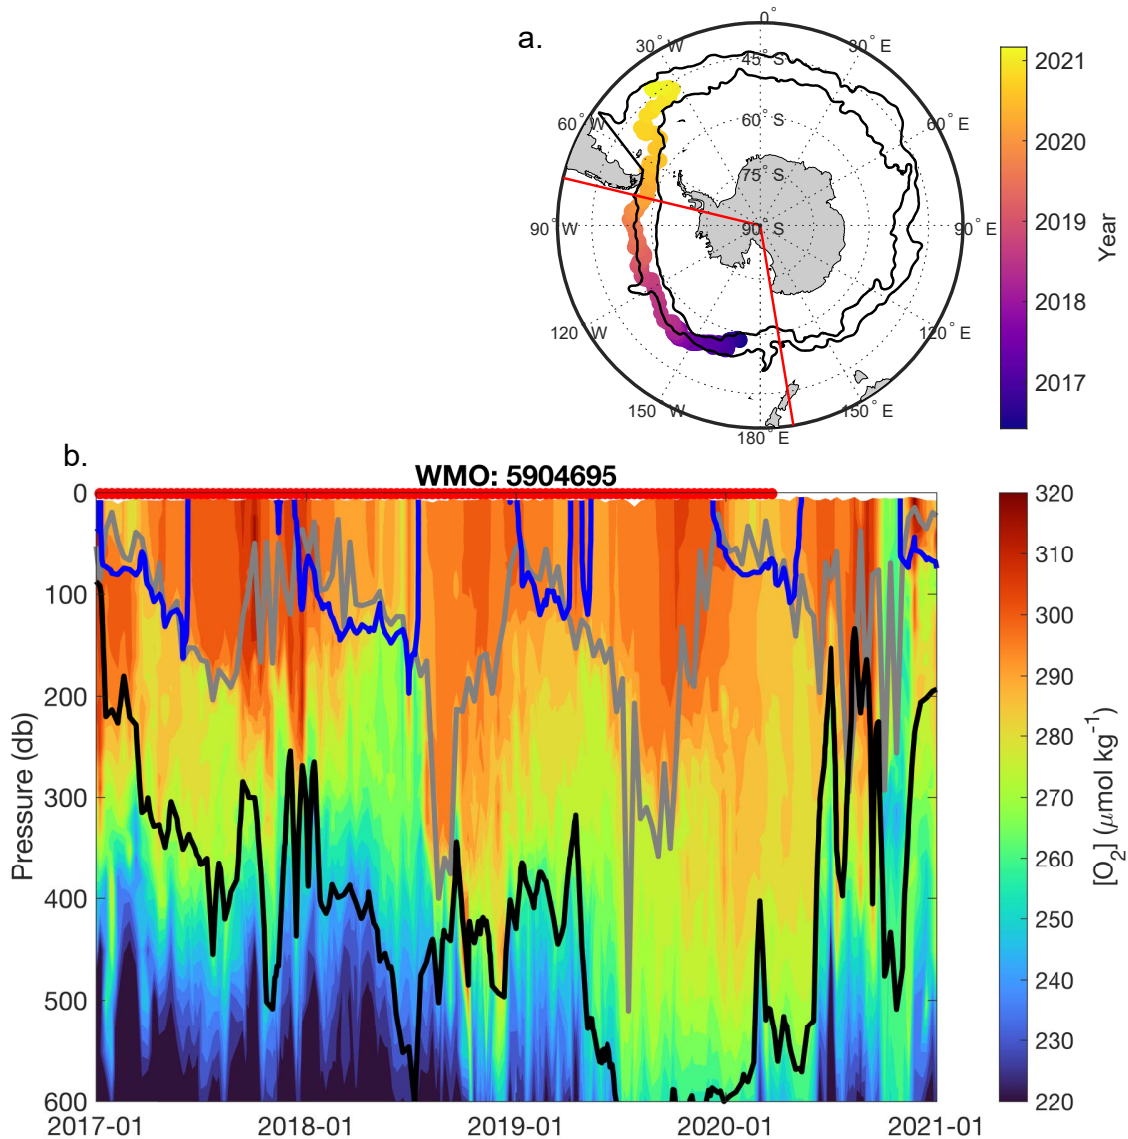 a.
0°
30° W
45° S
30° E
60° W
60° S
60° E
75° S
90° W
90° S
90° E
120° W
120° E
150° W
150° E
180° E
2021
2020
2019
2018
2017
Year
b.
WMO: 5904695
0
100
200
300
400
500
600
Pressure (db)
2017-01
2018-01
2019-01
2020-01
2021-01
320
310
300
290
280
270
260
250
240
230
220
[O₂] (μmol kg⁻¹)